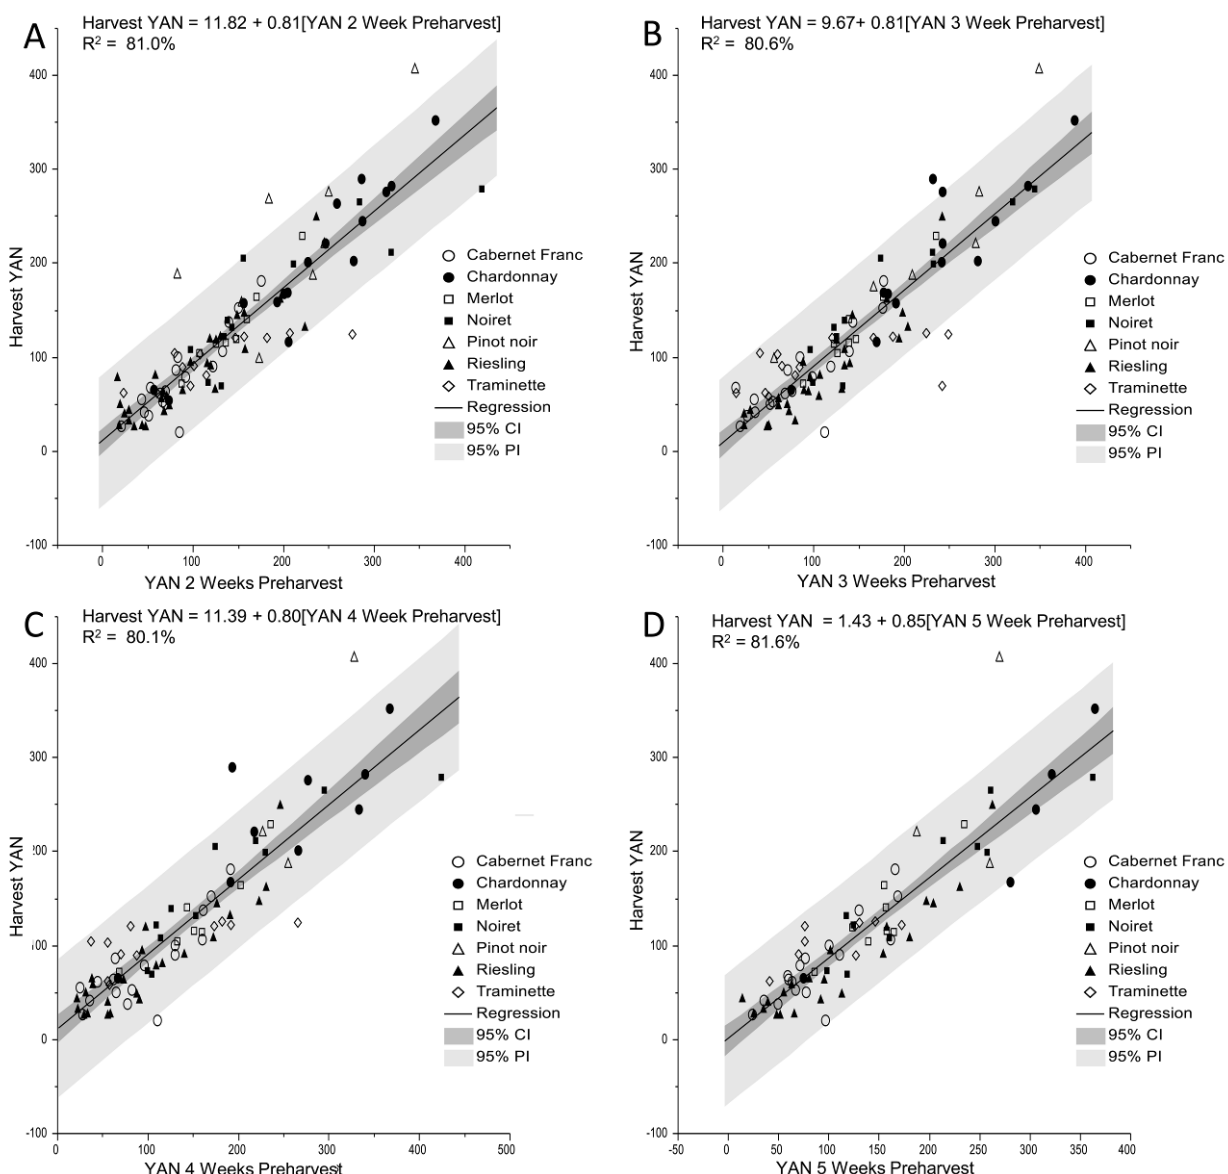 A
Harvest YAN = 11.82 + 0.81[YAN 2 Week Preharvest]
R² = 81.0%
400
300
200
100
0
-100
Harvest YAN
0 100 200 300 400
YAN 2 Weeks Preharvest
Cabernet Franc
Chardonnay
Merlot
Noiret
Pinot noir
Riesling
Traminette
Regression
95% CI
95% PI
B
Harvest YAN = 9.67+ 0.81[YAN 3 Week Preharvest]
R² = 80.6%
400
300
200
100
0
-100
Harvest YAN
0 100 200 300 400
YAN 3 Weeks Preharvest
Cabernet Franc
Chardonnay
Merlot
Noiret
Pinot noir
Riesling
Traminette
Regression
95% CI
95% PI
C
Harvest YAN = 11.39 + 0.80[YAN 4 Week Preharvest]
R² = 80.1%
400
300
200
100
0
-100
Harvest YAN
0 100 200 300 400 500
YAN 4 Weeks Preharvest
Cabernet Franc
Chardonnay
Merlot
Noiret
Pinot noir
Riesling
Traminette
Regression
95% CI
95% PI
D
Harvest YAN = 1.43 + 0.85[YAN 5 Week Preharvest]
R² = 81.6%
400
300
200
100
0
-100
Harvest YAN
-50 0 50 100 150 200 250 300 350 400
YAN 5 Weeks Preharvest
Cabernet Franc
Chardonnay
Merlot
Noiret
Pinot noir
Riesling
Traminette
Regression
95% CI
95% PI